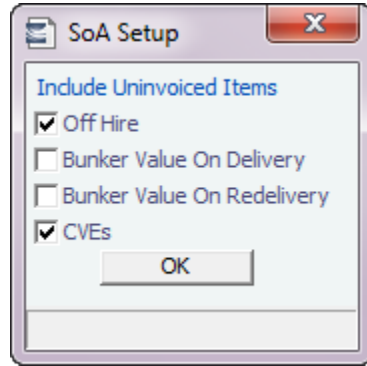 SoA Setup
Include Uninvoiced Items
Off Hire
Bunker Value On Delivery
Bunker Value On Redelivery
CVEs
OK